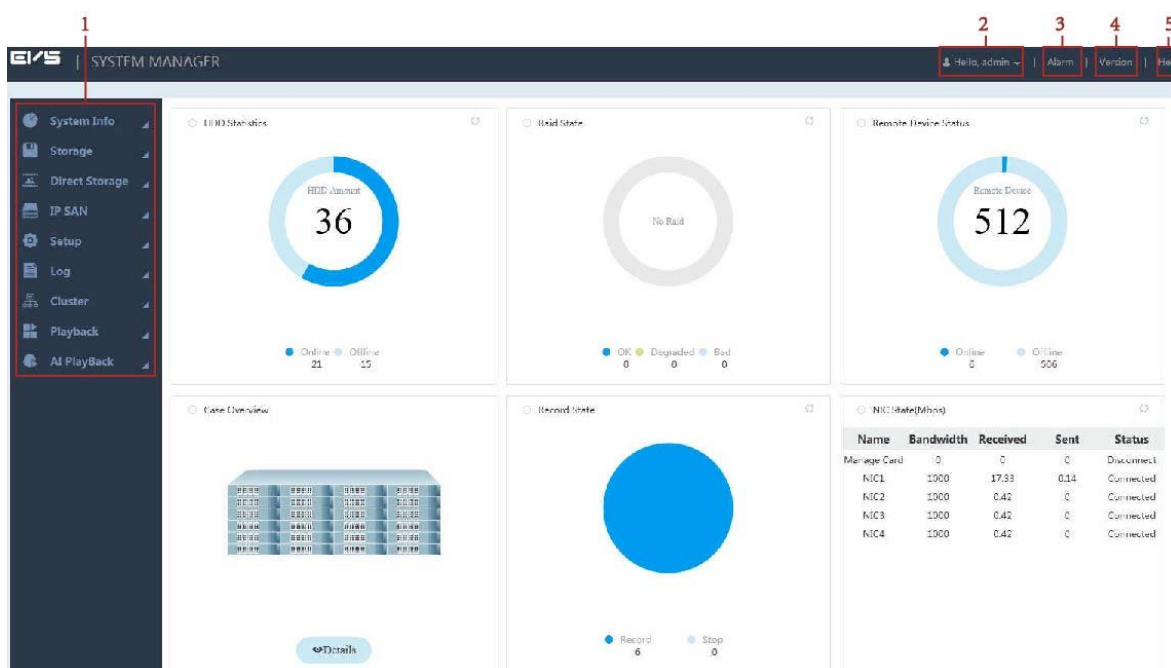 1 2 3 4 5
EVS | SYSTEM MANAGER Hello, admin | Alarm | Version |
System Info
Storage
Direct Storage
IP SAN
Setup
Log
Cluster
Playback
AI PlayBack
HDD Statistics
HDD Amount
36
Online Offline
21 15
Raid State
No Raid
OK Degraded Bad
0 0 0
Remote Device Status
Remote Device
512
Online Offline
6 506
Case Overview
Details
Record State
Record Stop
6 0
NIC State(Mbps)
Name Bandwidth Received Sent Status
Manage Card 0 0 0 Disconnect
NIC1 1000 17.33 0.14 Connected
NIC2 1000 0.42 0 Connected
NIC3 1000 0.42 0 Connected
NIC4 1000 0.42 0 Connected